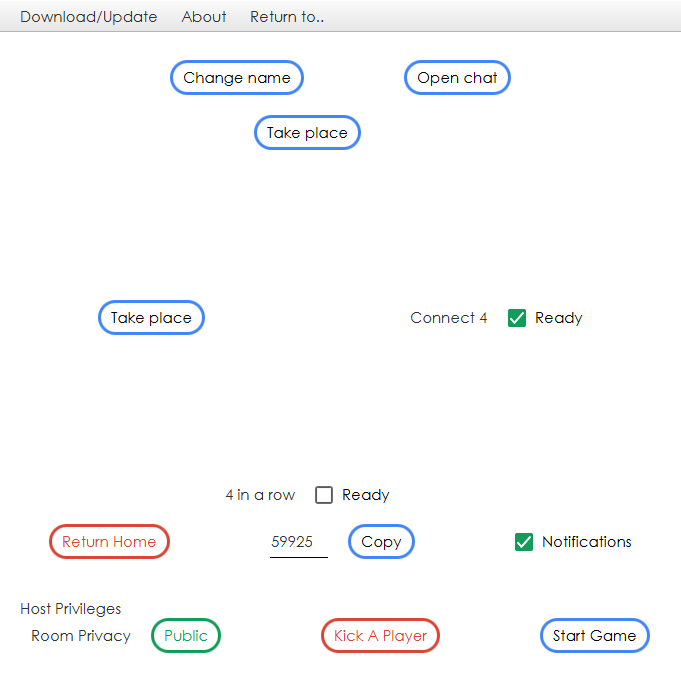 Download/Update About Return to..
Change name Open chat
Take place
Take place Connect 4 Ready
4 in a row Ready
Return Home 59925 Copy Notifications
Host Privileges
Room Privacy Public Kick A Player Start Game